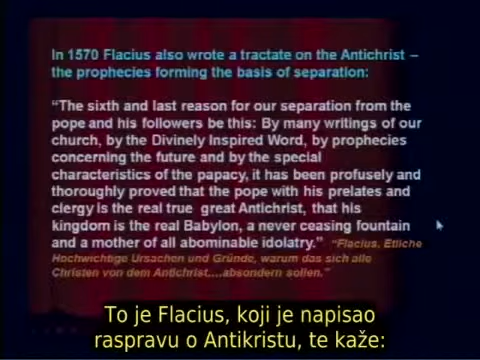 In 1570 Flacius also wrote a tractate on the Antichrist –
the prophecies forming the basis of separation:
“The sixth and last reason for our separation from the
pope and his followers be this: By many writings of our
church, by the Divinely Inspired Word, by prophecies
concerning the future and by the special
characteristics of the papacy, it has been profusely and
thoroughly proved that the pope with his prelates and
clergy is the real true great Antichrist, that his
kingdom is the real Babylon, a never ceasing fountain
and a mother of all abominable idolatry.” “Flacius, Etliche
Hochwichtige Ursachen und Gründe, warum das sich alle
Christen von dem Antichrist....absondern sollen.”
To je Flacius, koji je napisao
raspravu o Antikristu, te kaže: